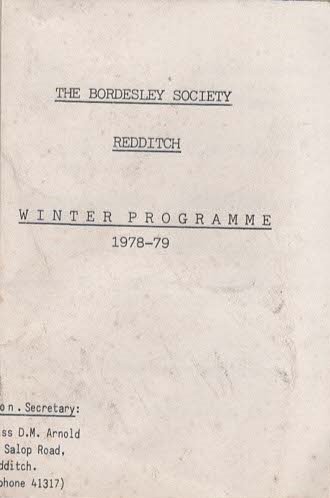 THE BORDESLEY SOCIETY
REDDITCH
WINTER PROGRAMME
1978-79
on. Secretary:
ss D.M. Arnold
Salop Road,
dditch.
phone 41317)